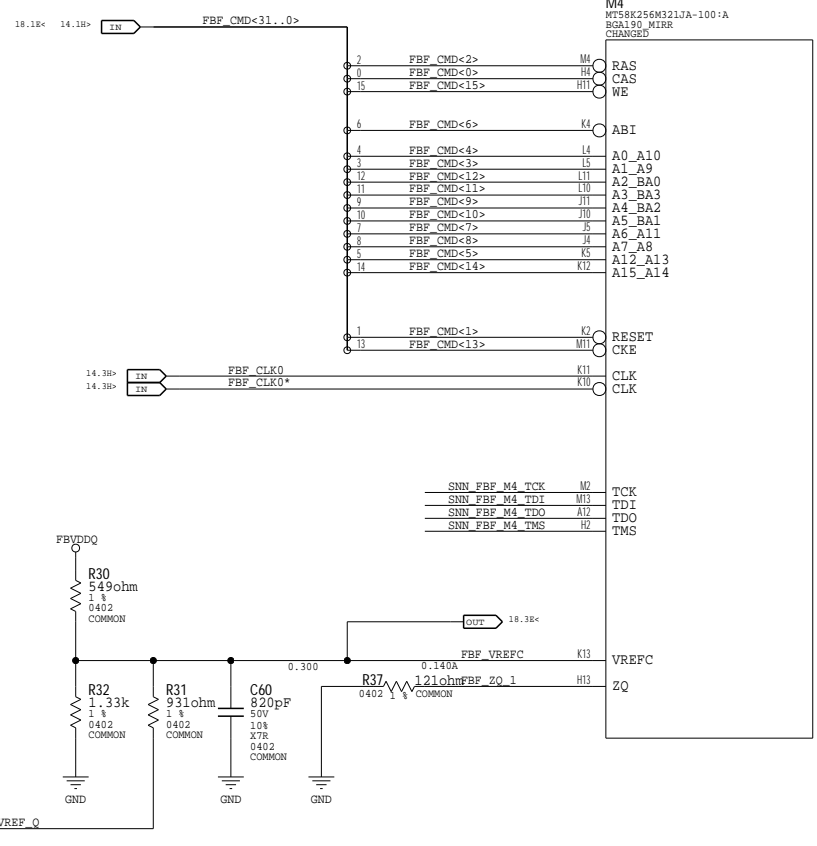 M4
MT58K256M321JA-100:A
BGA190_MIRR
CHANGED
18.1E< 14.1H> IN FBF_CMD<31..0>
2 FBF_CMD<2> M4 RAS
0 FBF_CMD<0> H4 CAS
15 FBF_CMD<15> H11 WE
6 FBF_CMD<6> K4 ABI
4 FBF_CMD<4> L4 A0_A10
3 FBF_CMD<3> L5 A1_A9
12 FBF_CMD<12> L11 A2_BA0
11 FBF_CMD<11> L10 A3_BA3
9 FBF_CMD<9> J11 A4_BA2
10 FBF_CMD<10> J10 A5_BA1
7 FBF_CMD<7> J5 A6_A11
8 FBF_CMD<8> J4 A7_A8
5 FBF_CMD<5> K5 A12_A13
14 FBF_CMD<14> K12 A15_A14
1 FBF_CMD<1> K2 RESET
13 FBF_CMD<13> M11 CKE
14.3H> IN FBF_CLK0 K11 CLK
14.3H> IN FBF_CLK0* K10 CLK
SNN_FBF_M4_TCK M2 TCK
SNN_FBF_M4_TDI M13 TDI
SNN_FBF_M4_TDO A12 TDO
SNN_FBF_M4_TMS H2 TMS
FBVDDQ
R30
549ohm
1 %
0402
COMMON
OUT 18.3E<
0.300 0.140A FBF_VREFC K13 VREFC
R37 121ohm FBF_ZQ_1 H13 ZQ
0402 1 % COMMON
R32
1.33k
1 %
0402
COMMON
R31
931ohm
1 %
0402
COMMON
C60
820pF
50V
10%
X7R
0402
COMMON
GND
GND
GND
VREF_Q